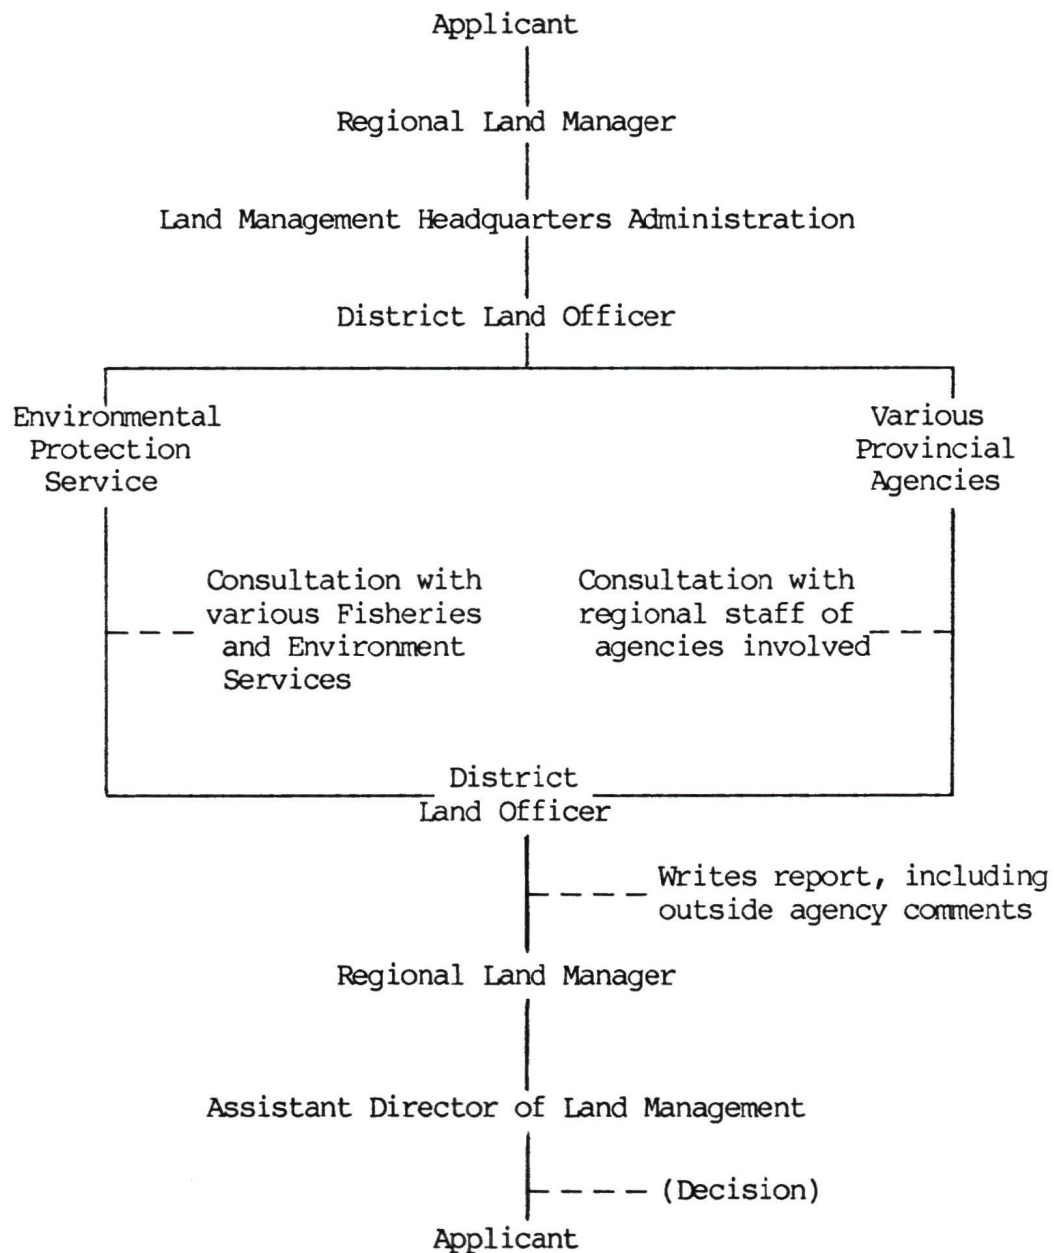 Applicant
Regional Land Manager
Land Management Headquarters Administration
District Land Officer
Environmental
Protection
Service
Various
Provincial
Agencies
Consultation with
various Fisheries
and Environment
Services
Consultation with
regional staff of
agencies involved
District
Land Officer
Writes report, including
outside agency comments
Regional Land Manager
Assistant Director of Land Management
(Decision)
Applicant